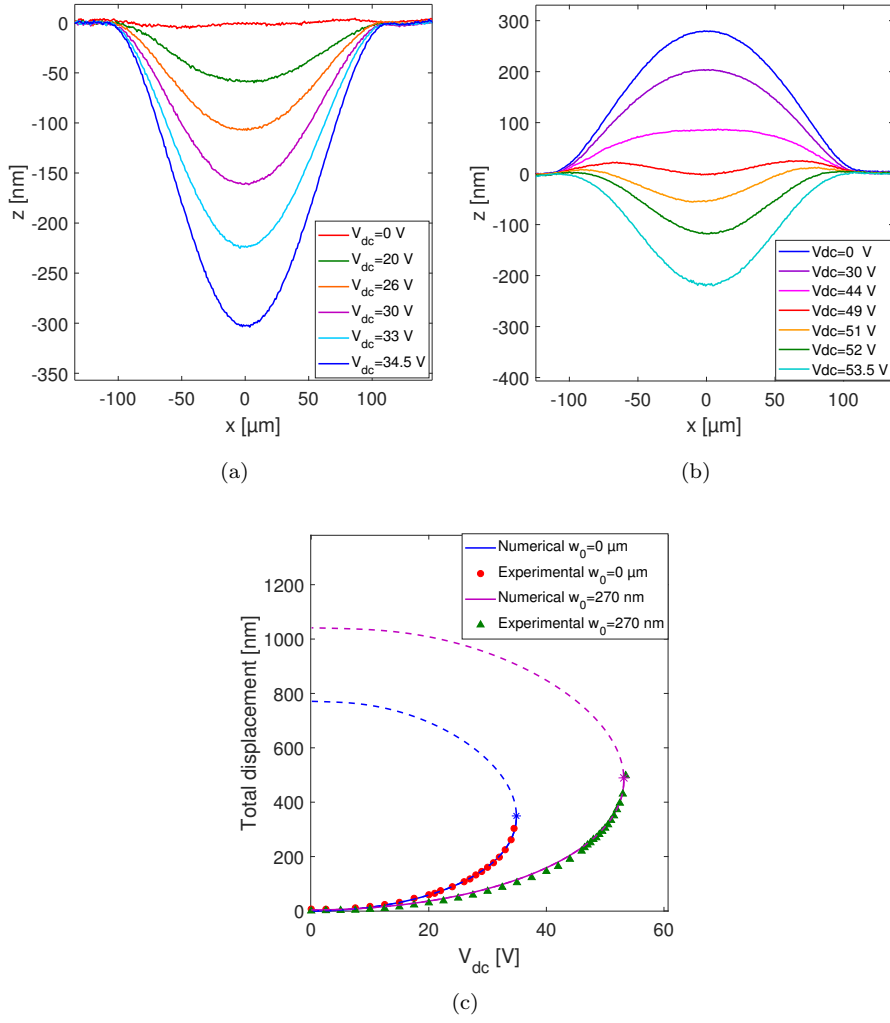 0
-50
-100
-150
-200
-250
-300
-350
z [nm]
-100 -50 0 50 100
x [µm]
V_dc=0 V
V_dc=20 V
V_dc=26 V
V_dc=30 V
V_dc=33 V
V_dc=34.5 V
(a)
300
200
100
0
-100
-200
-300
-400
z [nm]
-100 -50 0 50 100
x [µm]
Vdc=0 V
Vdc=30 V
Vdc=44 V
Vdc=49 V
Vdc=51 V
Vdc=52 V
Vdc=53.5 V
(b)
Numerical w_0=0 µm
Experimental w_0=0 µm
Numerical w_0=270 nm
Experimental w_0=270 nm
1200
1000
800
600
400
200
0
Total displacement [nm]
0 20 40 60
V_dc [V]
(c)